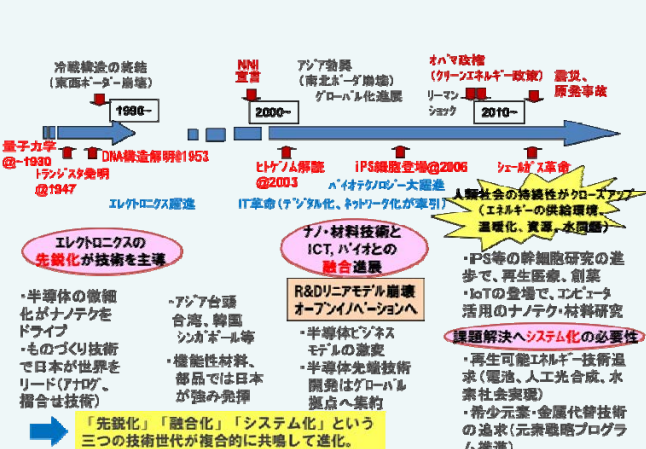 冷戦構造の終結
(東西ボーダー崩壊)
NNI
宣言
アジア勃興
(南北ボーダ崩壊)
グローバル化進展
オバマ政権
(クリーンエネルギー政策)
リーマン
ショック
震災、
原発事故
1990~
2000~
2010~
量子力学
@~1930
トランジスタ発明
@1947
DNA構造解明@1953
ヒトゲノム解読
@2003
iPS細胞登場@2006
シェールガス革命
バイオテクノロジー大躍進
エレクトロニクス躍進
IT革命(デジタル化、ネットワーク化が牽引)
人類社会の持続性がクローズアップ
(エネルギーの供給環境、
温暖化、資源、水問題)
エレクトロニクスの
先鋭化が技術を主導
ナノ・材料技術と
ICT, バイオとの
融合進展
R&Dリニアモデル崩壊
オープンイノベーションへ
・半導体の微細
化がナノテクを
ドライブ
・ものづくり技術
で日本が世界を
リード(アナログ、
摺合せ技術)
・アジア台頭
台湾、韓国
シンガポール等
・機能性材料、
部品では日本
が強み発揮
・半導体ビジネス
モデルの激変
・半導体先端技術
開発はグローバル
拠点へ集約
・iPS等の幹細胞研究の進
歩で、再生医療、創薬
・IoTの登場で、コンピュータ
活用のナノテク・材料研究
課題解決へシステム化の必要性
・再生可能エネルギー技術追
求(電池、人工光合成、水
素社会実現)
・希少元素・金属代替技術
の追求(元素戦略プログラ
ム推進)
「先鋭化」「融合化」「システム化」という
三つの技術世代が複合的に共鳴して進化。